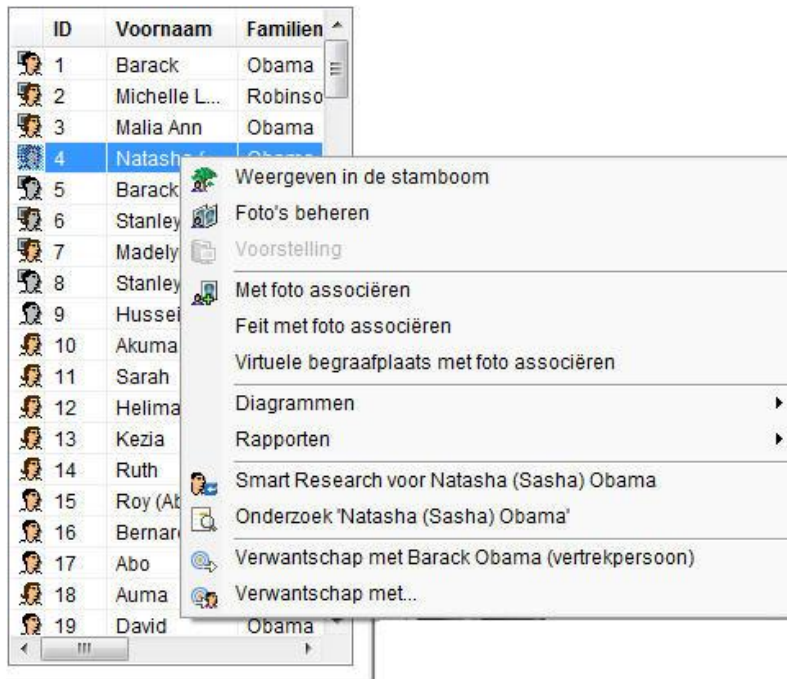 ID Voornaam Familien
1 Barack Obama
2 Michelle L... Robinso
3 Malia Ann Obama
4 Natasha (... Obama
5 Barack
6 Stanley
7 Madely
8 Stanley
9 Hussei
10 Akuma
11 Sarah
12 Helima
13 Kezia
14 Ruth
15 Roy (Ab
16 Bernar
17 Abo
18 Auma
19 David Obama
Weergeven in de stamboom
Foto's beheren
Voorstelling
Met foto associëren
Feit met foto associëren
Virtuele begraafplaats met foto associëren
Diagrammen
Rapporten
Smart Research voor Natasha (Sasha) Obama
Onderzoek 'Natasha (Sasha) Obama'
Verwantschap met Barack Obama (vertrekpersoon)
Verwantschap met...